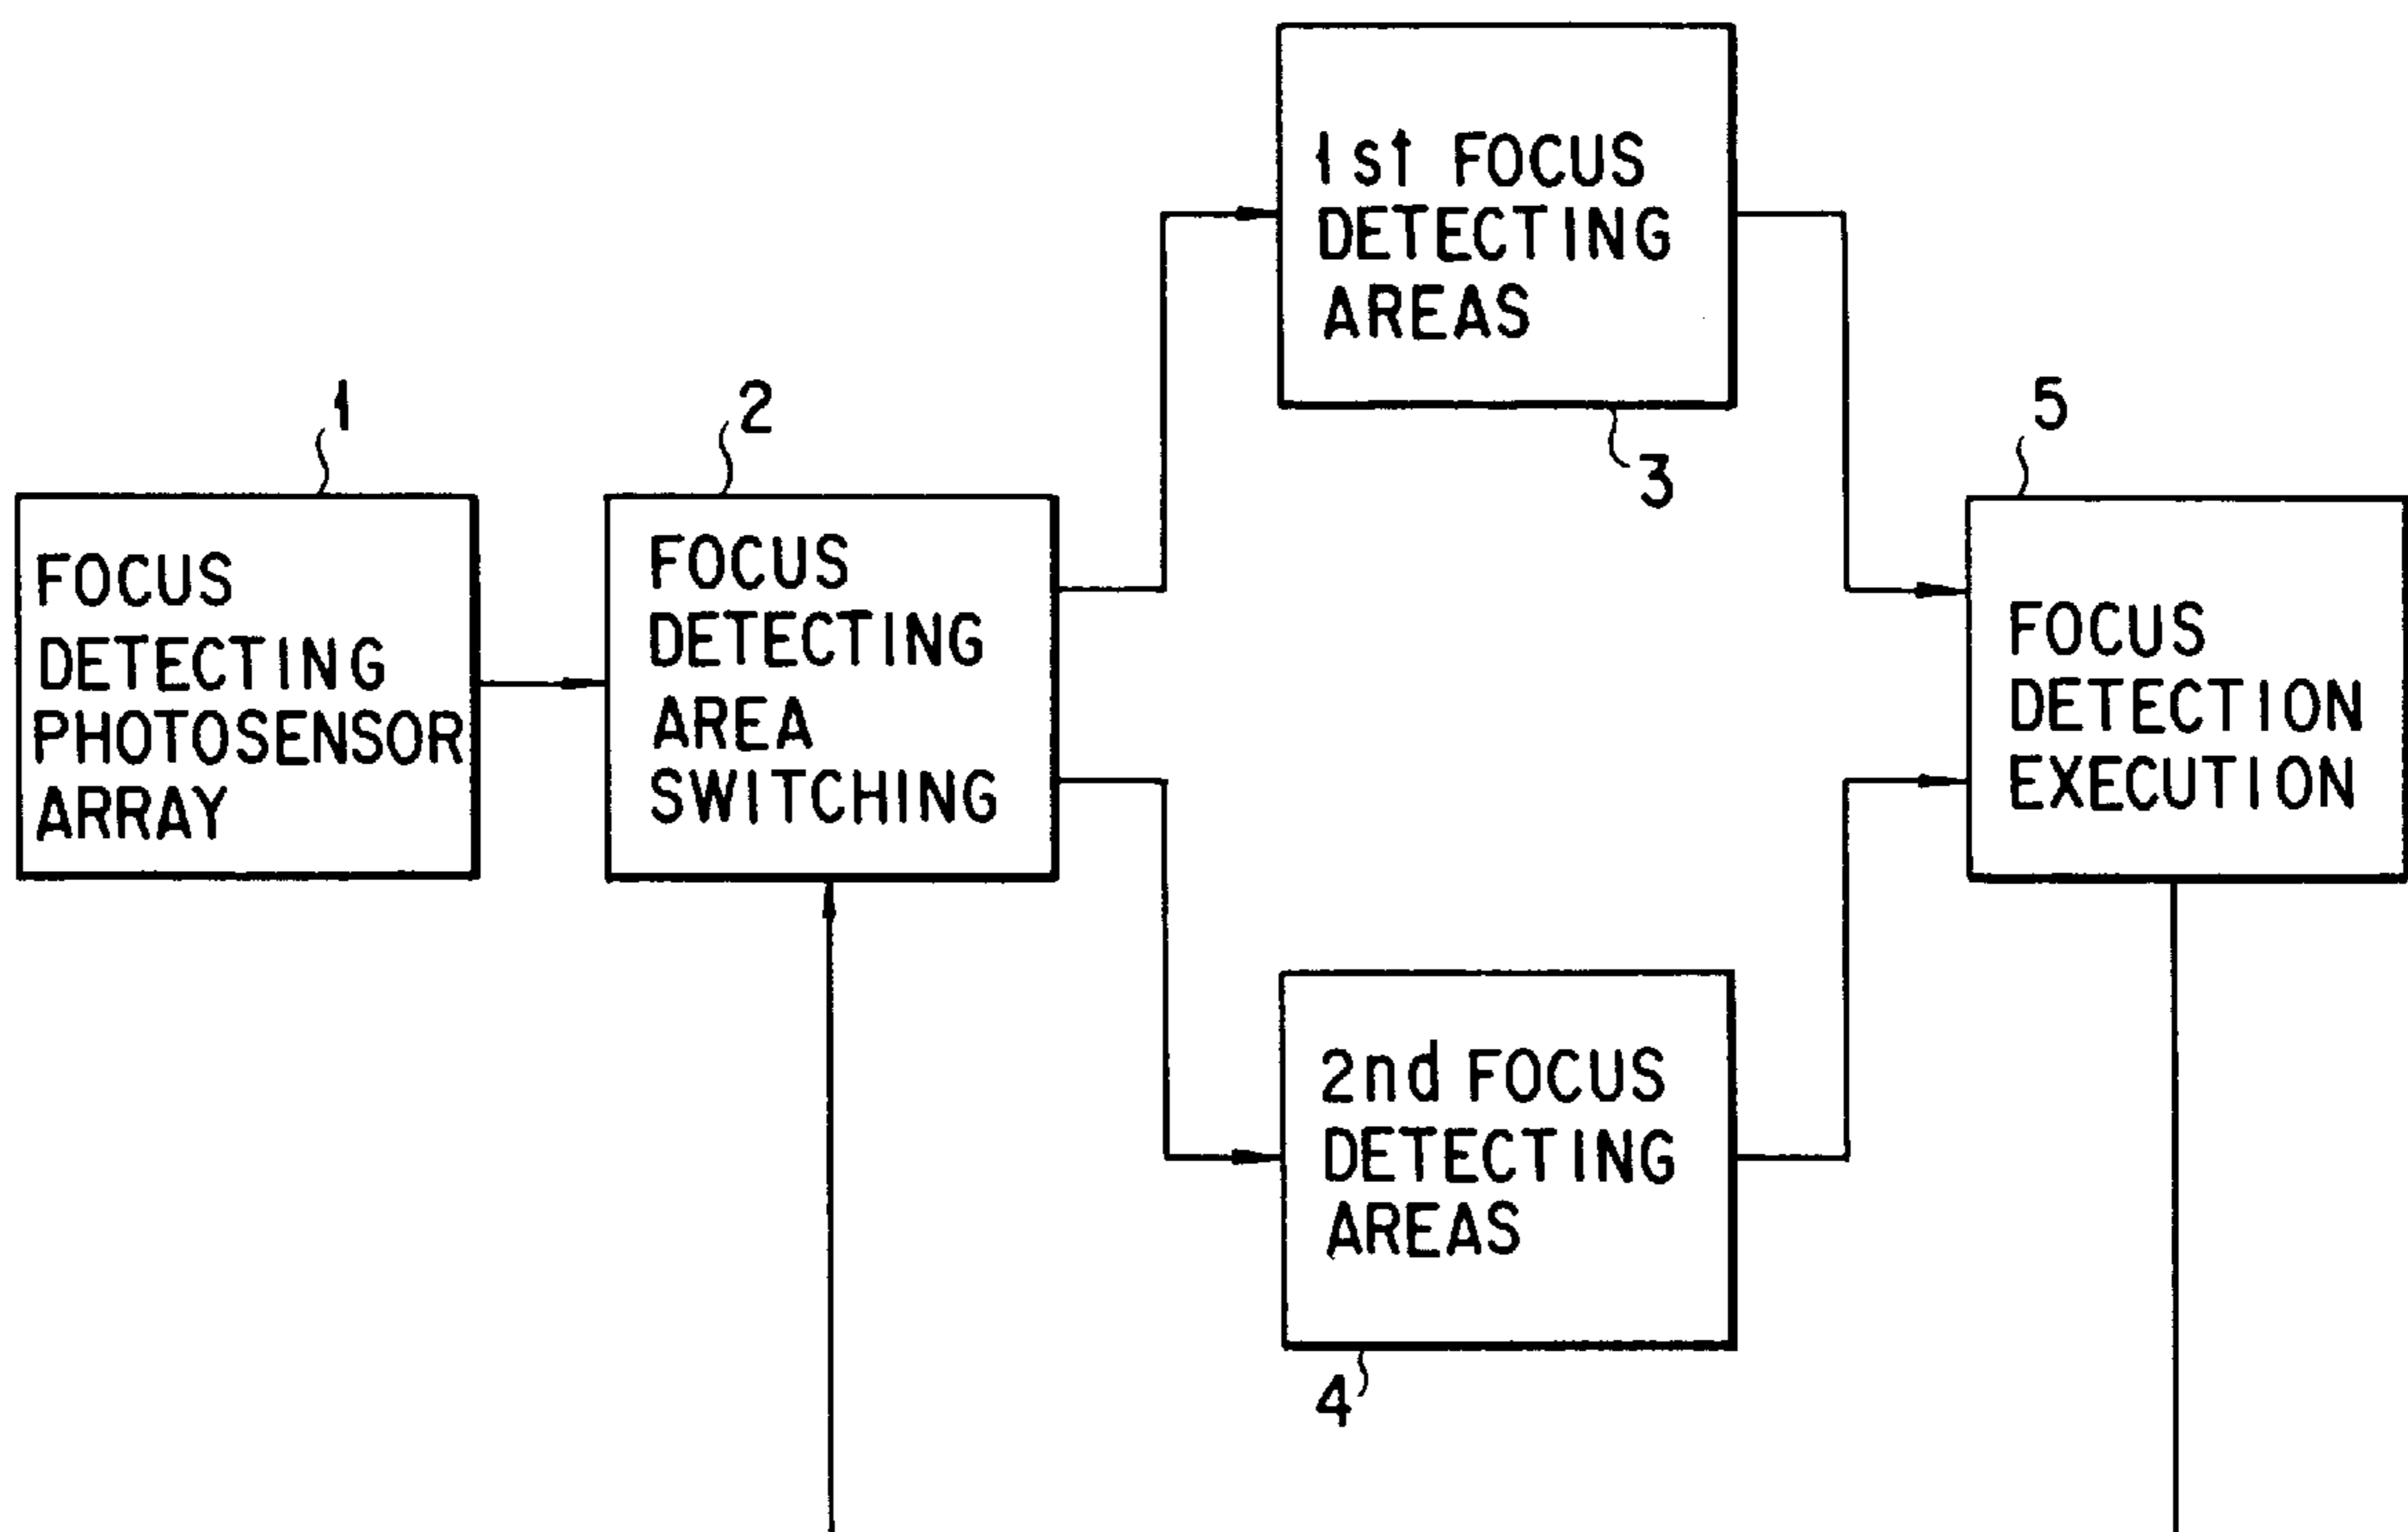 1
FOCUS
DETECTING
PHOTOSENSOR
ARRAY
2
FOCUS
DETECTING
AREA
SWITCHING
1st FOCUS
DETECTING
AREAS
3
2nd FOCUS
DETECTING
AREAS
4
5
FOCUS
DETECTION
EXECUTION